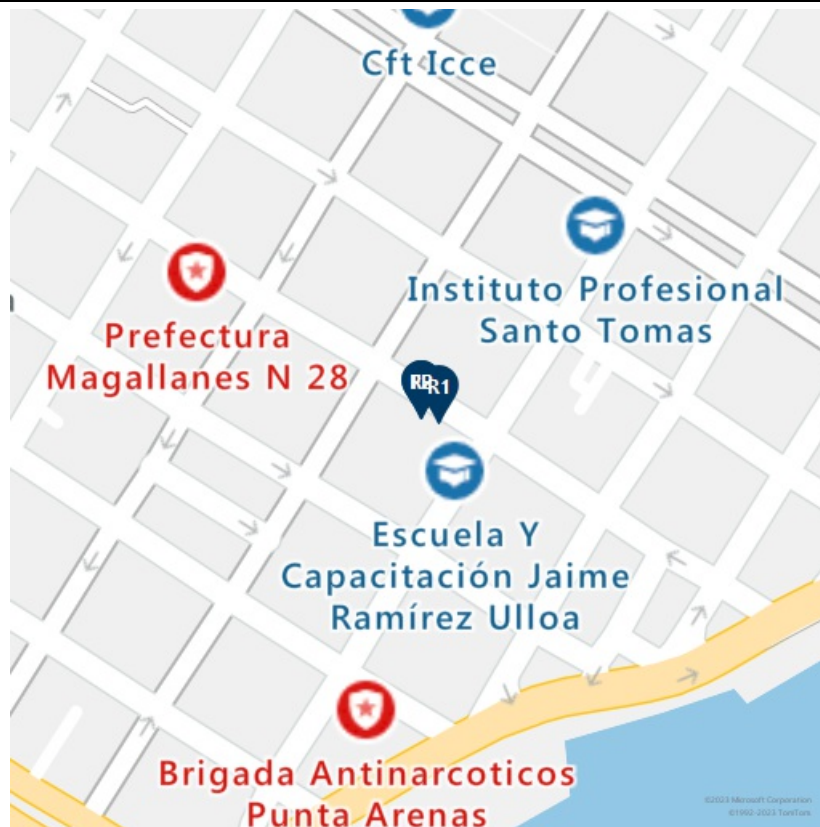 Cft Icce
Instituto Profesional
Santo Tomas
Prefectura
Magallanes N 28
R1
Escuela Y
Capacitación Jaime
Ramírez Ulloa
Brigada Antinarcoticos
Punta Arenas
©2023 Microsoft Corporation
©1992-2023 TomTom